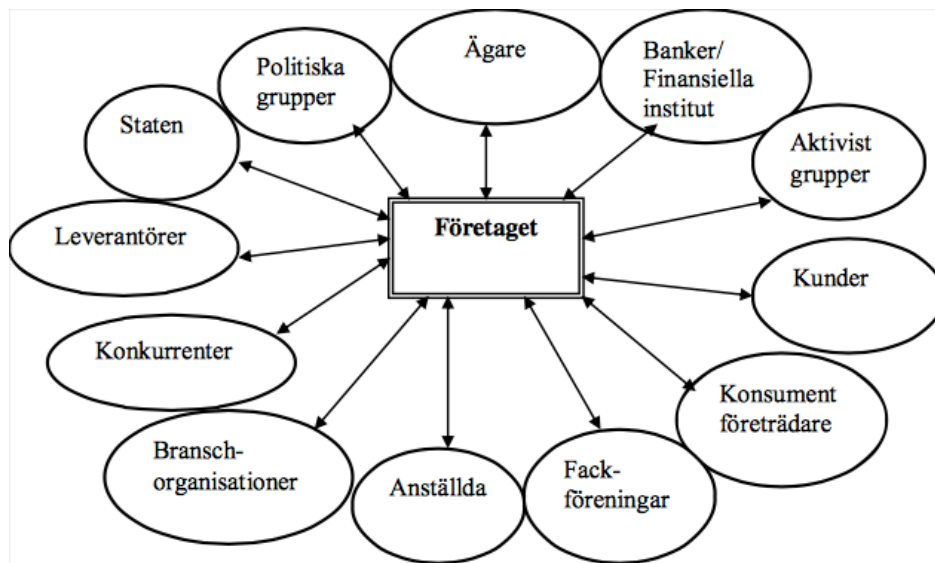 Ägare
Banker/
Finansiella
institut
Politiska
grupper
Staten
Aktivist
grupper
Företaget
Leverantörer
Kunder
Konkurrenter
Konsument
företrädare
Bransch-
organisationer
Anställda
Fack-
föreningar